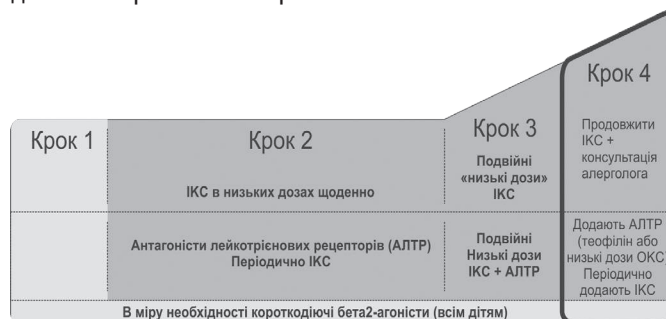 Крок 1
Крок 2
Крок 3
Крок 4
ІКС в низьких дозах щоденно
Подвійні
«низькі дози»
ІКС
Продовжити
ІКС +
консультація
алерголога
Антагоністи лейкотрієнових рецепторів (АЛТР)
Періодично ІКС
Подвійні
Низькі дози
ІКС + АЛТР
Додають АЛТР
(теофілін або
низькі дози ОКС)
Періодично
додають ІКС
В міру необхідності короткодіючі бета2-агоністи (всім дітям)